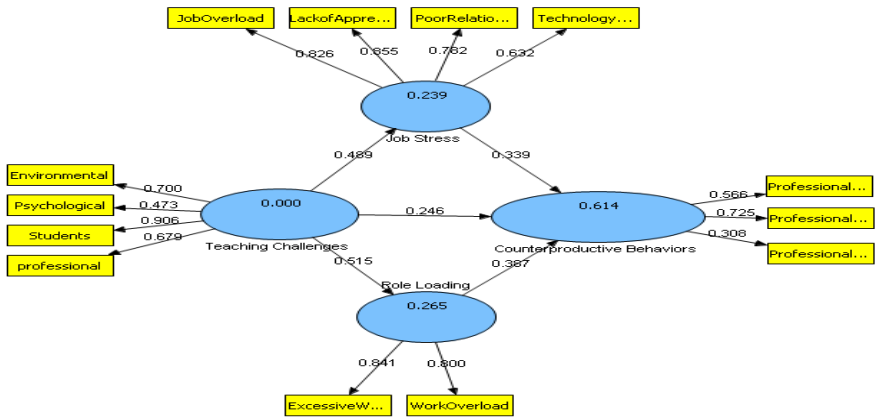 JobOverload
LackofAppre...
PoorRelatio...
Technology...
0.826
0.855
0.782
0.632
0.239
Job Stress
0.489
0.339
Environmental
Psychological
Students
professional
0.700
0.473
0.906
0.679
0.000
Teaching Challenges
0.246
0.614
Counterproductive Behaviors
0.566
0.725
0.308
Professional...
Professional...
Professional...
0.515
0.387
Role Loading
0.265
0.841
0.800
ExcessiveW...
WorkOverload